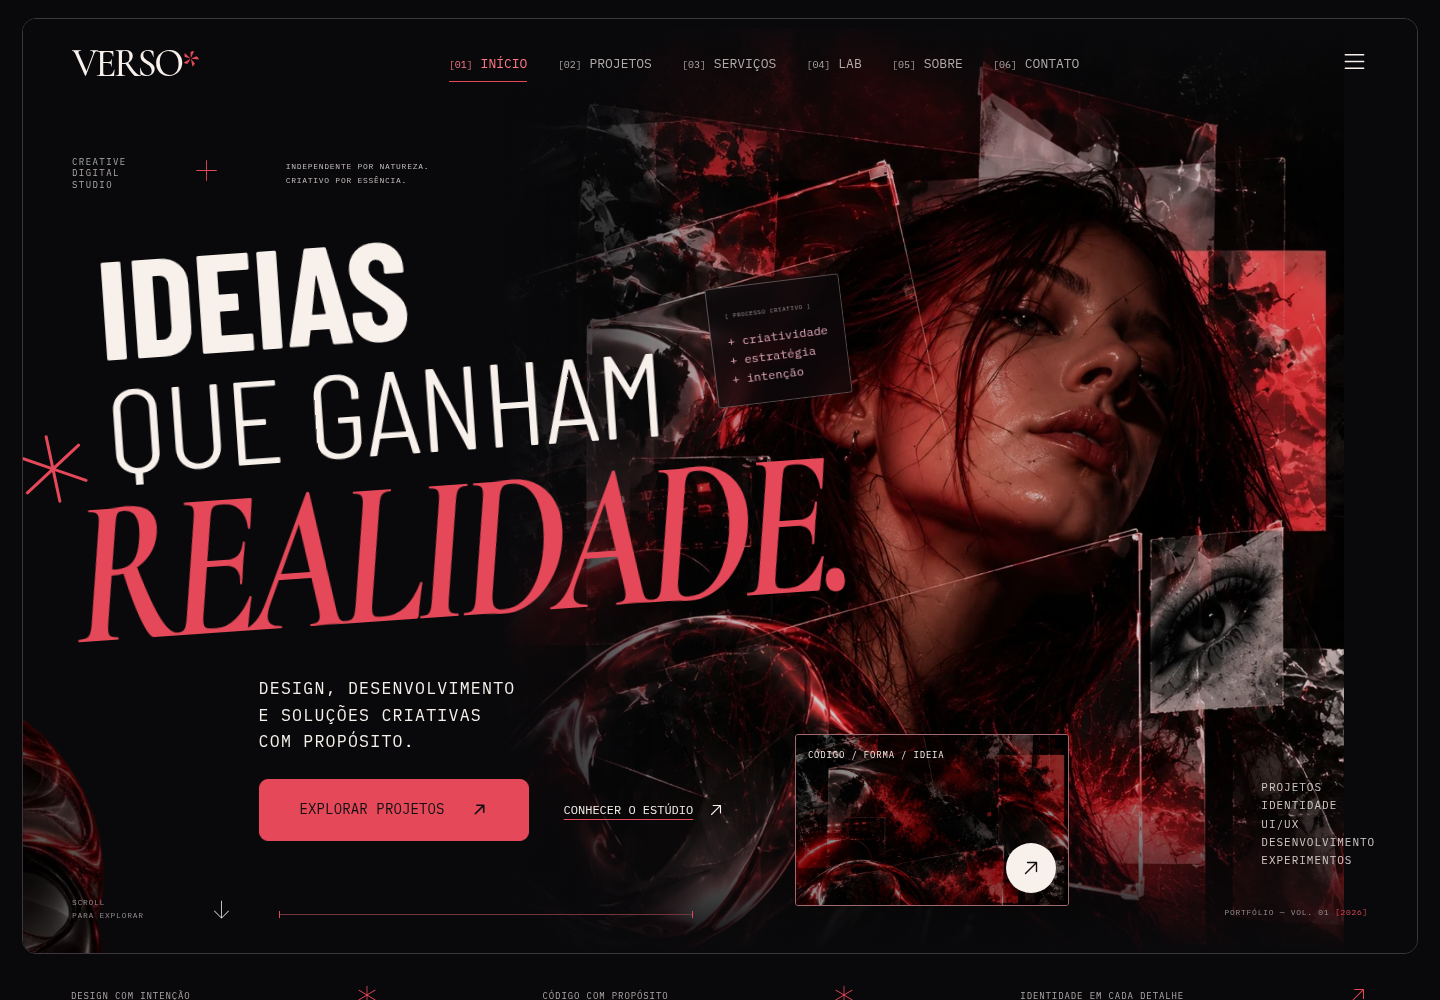 VERSO*
[01] INÍCIO
[02] PROJETOS
[03] SERVIÇOS
[04] LAB
[05] SOBRE
[06] CONTATO
CREATIVE
DIGITAL
STUDIO
INDEPENDENTE POR NATUREZA.
CRIATIVO POR ESSÊNCIA.
IDEIAS
QUE GANHAM
REALIDADE.
[ PROCESSO CRIATIVO ]
+ criatividade
+ estratégia
+ intenção
DESIGN, DESENVOLVIMENTO
E SOLUÇÕES CRIATIVAS
COM PROPÓSITO.
EXPLORAR PROJETOS
CONHECER O ESTÚDIO
CÓDIGO / FORMA / IDEIA
PROJETOS
IDENTIDADE
UI/UX
DESENVOLVIMENTO
EXPERIMENTOS
SCROLL
PARA EXPLORAR
PORTFÓLIO — VOL. 01 [2026]
DESIGN COM INTENÇÃO
CÓDIGO COM PROPÓSITO
IDENTIDADE EM CADA DETALHE